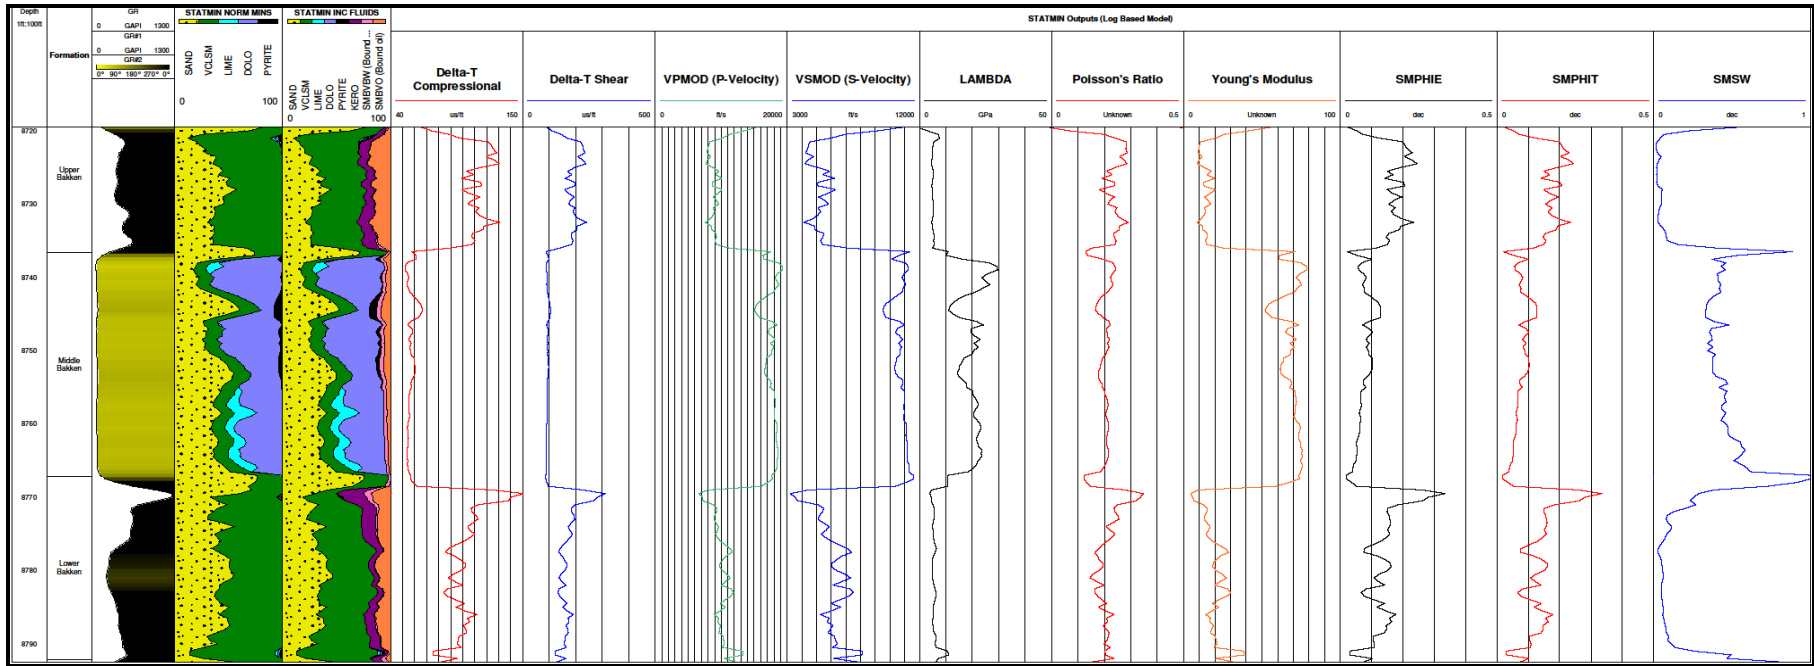 Depth
1ft:100ft
Formation
GR
0 GAPI 1300
GR#1
0 GAPI 1300
GR#2
0° 90° 180° 270° 0°
STATMIN NORM MINS
SAND
VCLSM
LIME
DOLO
PYRITE
0 100
STATMIN INC FLUIDS
SAND
VCLSM
LIME
DOLO
PYRITE
KERO
SMBVBW (Bound ...
SMBVO (Bound oil)
0 100
STATMIN Outputs (Log Based Model)
Delta-T
Compressional
40 us/ft 150
Delta-T Shear
0 us/ft 500
VPMOD (P-Velocity)
0 ft/s 20000
VSMOD (S-Velocity)
3000 ft/s 12000
LAMBDA
0 GPa 50
Poisson's Ratio
0 Unknown 0.5
Young's Modulus
0 Unknown 100
SMPHIE
0 dec 0.5
SMPHIT
0 dec 0.5
SMSW
0 dec 1
8720
Upper
Bakken
8730
8740
8750
Middle
Bakken
8760
8770
Lower
Bakken
8780
8790